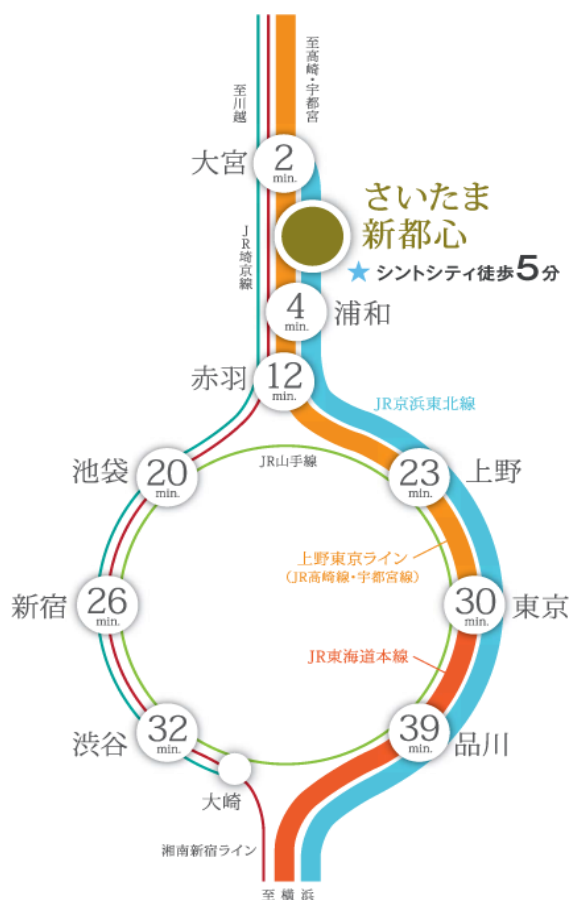 至高崎・宇都宮
至川越
大宮
2
min.
さいたま
新都心
★ シントシティ徒歩5分
JR埼京線
4
min.
浦和
赤羽
12
min.
JR京浜東北線
池袋
20
min.
JR山手線
23
min.
上野
上野東京ライン
（JR高崎線・宇都宮線）
新宿
26
min.
30
min.
東京
JR東海道本線
渋谷
32
min.
39
min.
品川
大崎
湘南新宿ライン
至横浜